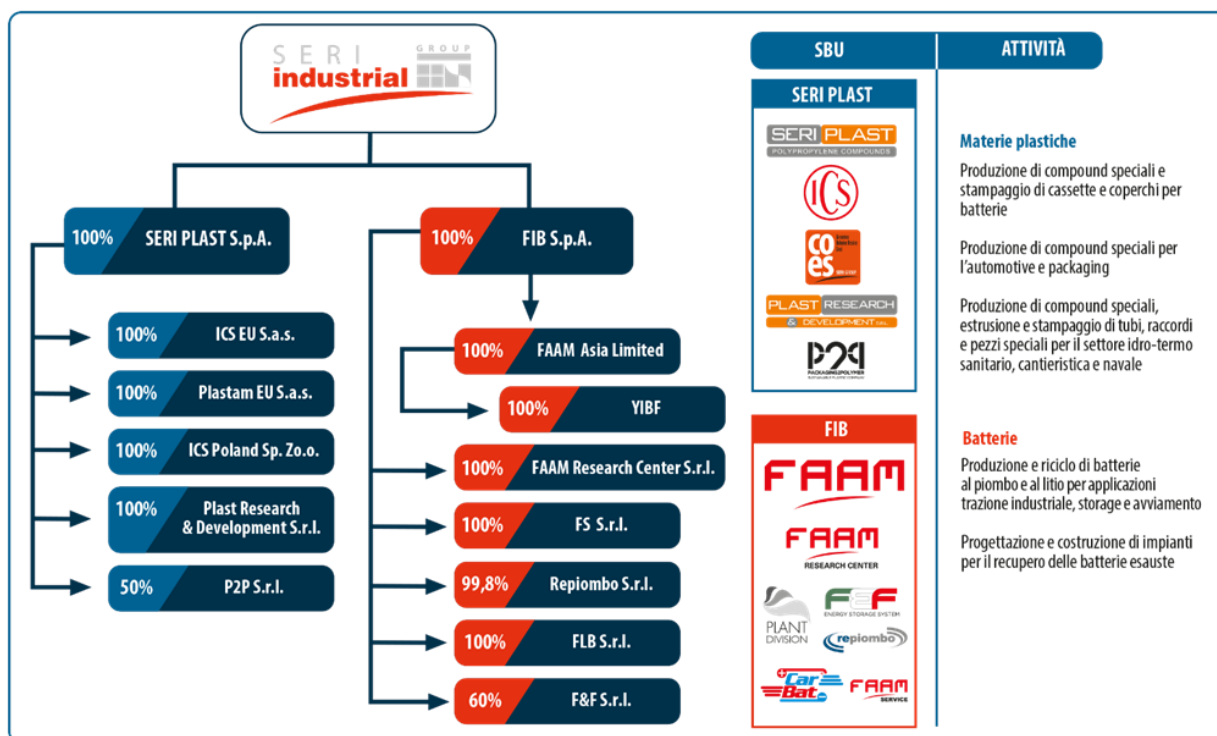 SERI
GROUP
industrial
100%
SERI PLAST S.p.A.
100%
FIB S.p.A.
100%
ICS EU S.a.s.
100%
Plastam EU S.a.s.
100%
ICS Poland Sp. Zo.o.
100%
Plast Research
& Development S.r.l.
50%
P2P S.r.l.
100%
FAAM Asia Limited
100%
YIBF
100%
FAAM Research Center S.r.l.
100%
FS S.r.l.
99,8%
Repiombo S.r.l.
100%
FLB S.r.l.
60%
F&F S.r.l.
SBU
ATTIVITÀ
SERI PLAST
SERI PLAST
POLYPROPYLENE COMPOUNDS
ICS
co
es
PLAST RESEARCH
& DEVELOPMENT SRL
P2P
PACKAGING2POLYMER
Materie plastiche
Produzione di compound speciali e
stampaggio di cassette e coperchi per
batterie
Produzione di compound speciali per
l'automotive e packaging
Produzione di compound speciali,
estrusione e stampaggio di tubi, raccordi
e pezzi speciali per il settore idro-termo
sanitario, cantieristica e navale
FIB
FAAM
FAAM
RESEARCH CENTER
PLANT
DIVISION
F&F
ENERGY STORAGE SYSTEM
repiombo
Car
Bat
FAAM
SERVICE
Batterie
Produzione e riciclo di batterie
al piombo e al litio per applicazioni
trazione industriale, storage e avviamento
Progettazione e costruzione di impianti
per il recupero delle batterie esauste